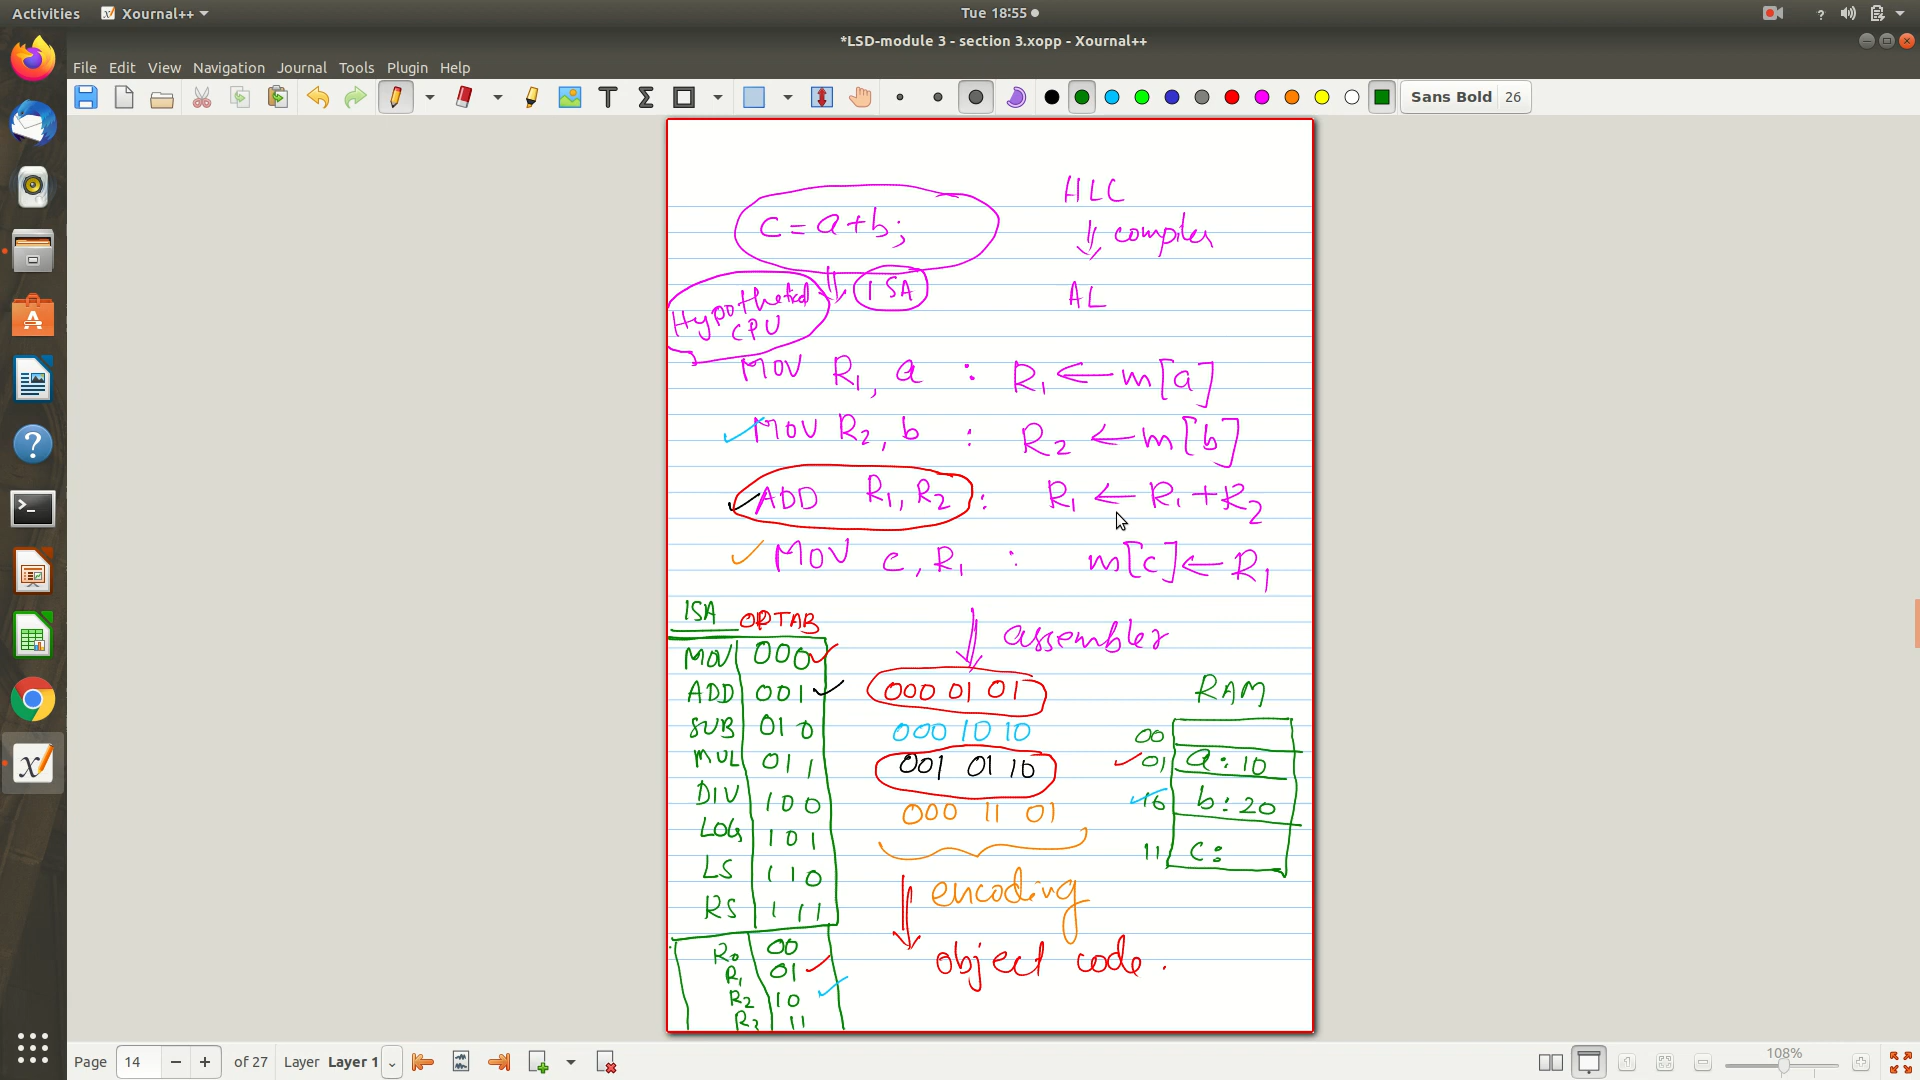 Activities Xournal++ Tue 18:55 ?
*LSD-module 3 - section 3.xopp - Xournal++
File Edit View Navigation Journal Tools Plugin Help
Sans Bold 26
HLC
c = a+b;
compiler
ISA
AL
Hypothetical
CPU
MOV R1, a : R1 ← m[a]
MOV R2, b : R2 ← m[b]
ADD R1, R2 : R1 ← R1 + R2
MOV c, R1 : m[c] ← R1
ISA OPTAB
assembler
MOV 000
000 01 01
RAM
ADD 001
SUB 010
000 10 10
00
MUL 011
001 01 10
01 a: 10
DIV 100
000 11 01
10 b: 20
LOG 101
11 c:
LS 110
encoding
RS 111
R0 00
R1 01
object code.
R2 10
R3 11
Page 14 of 27 Layer Layer 1 108%